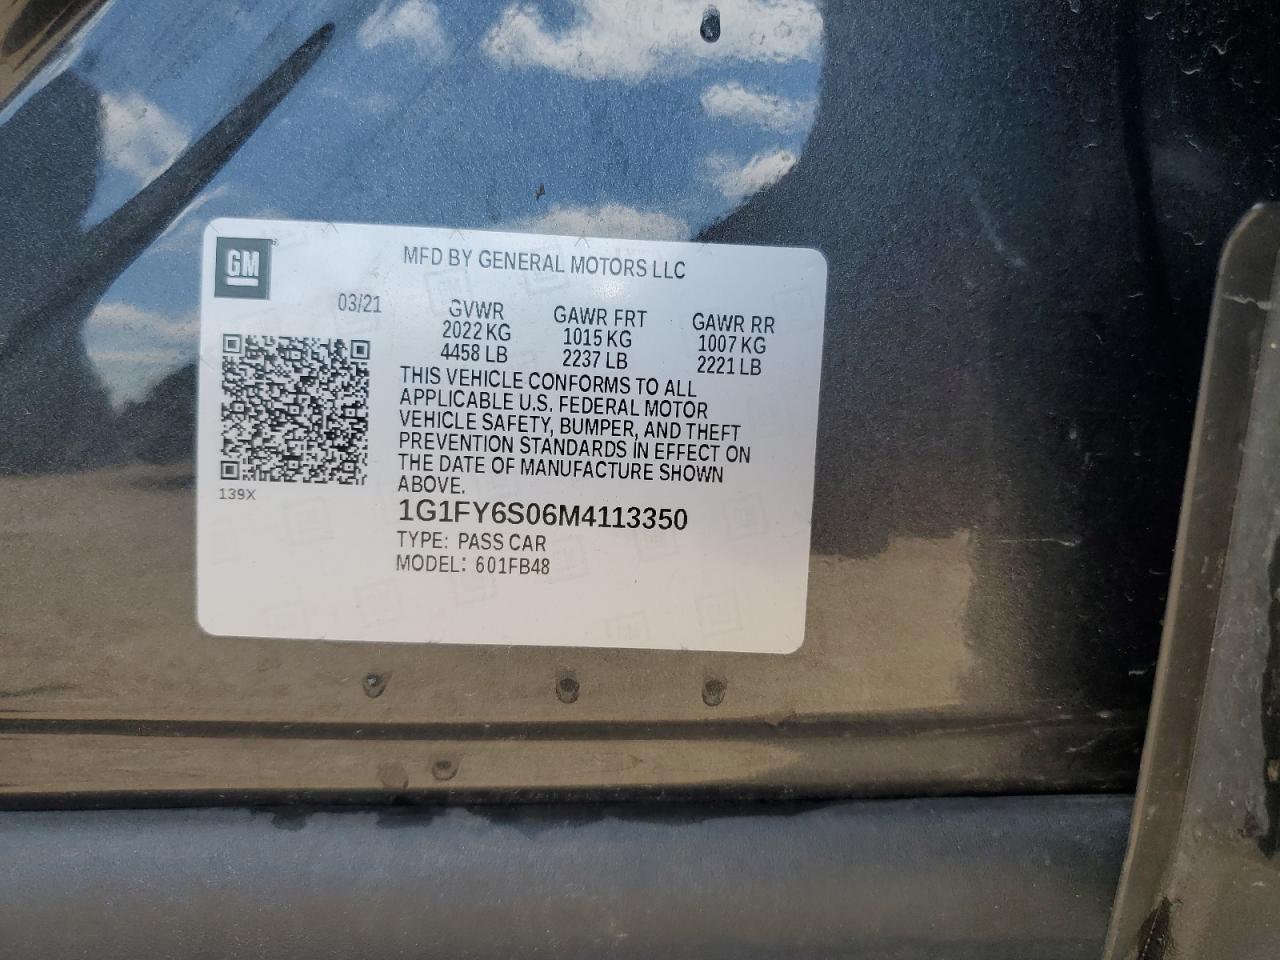 GM
MFD BY GENERAL MOTORS LLC
03/21
GVWR GAWR FRT GAWR RR
2022 KG 1015 KG 1007 KG
4458 LB 2237 LB 2221 LB
THIS VEHICLE CONFORMS TO ALL
APPLICABLE U.S. FEDERAL MOTOR
VEHICLE SAFETY, BUMPER, AND THEFT
PREVENTION STANDARDS IN EFFECT ON
THE DATE OF MANUFACTURE SHOWN
ABOVE.
139X
1G1FY6S06M4113350
TYPE: PASS CAR
MODEL: 601FB48